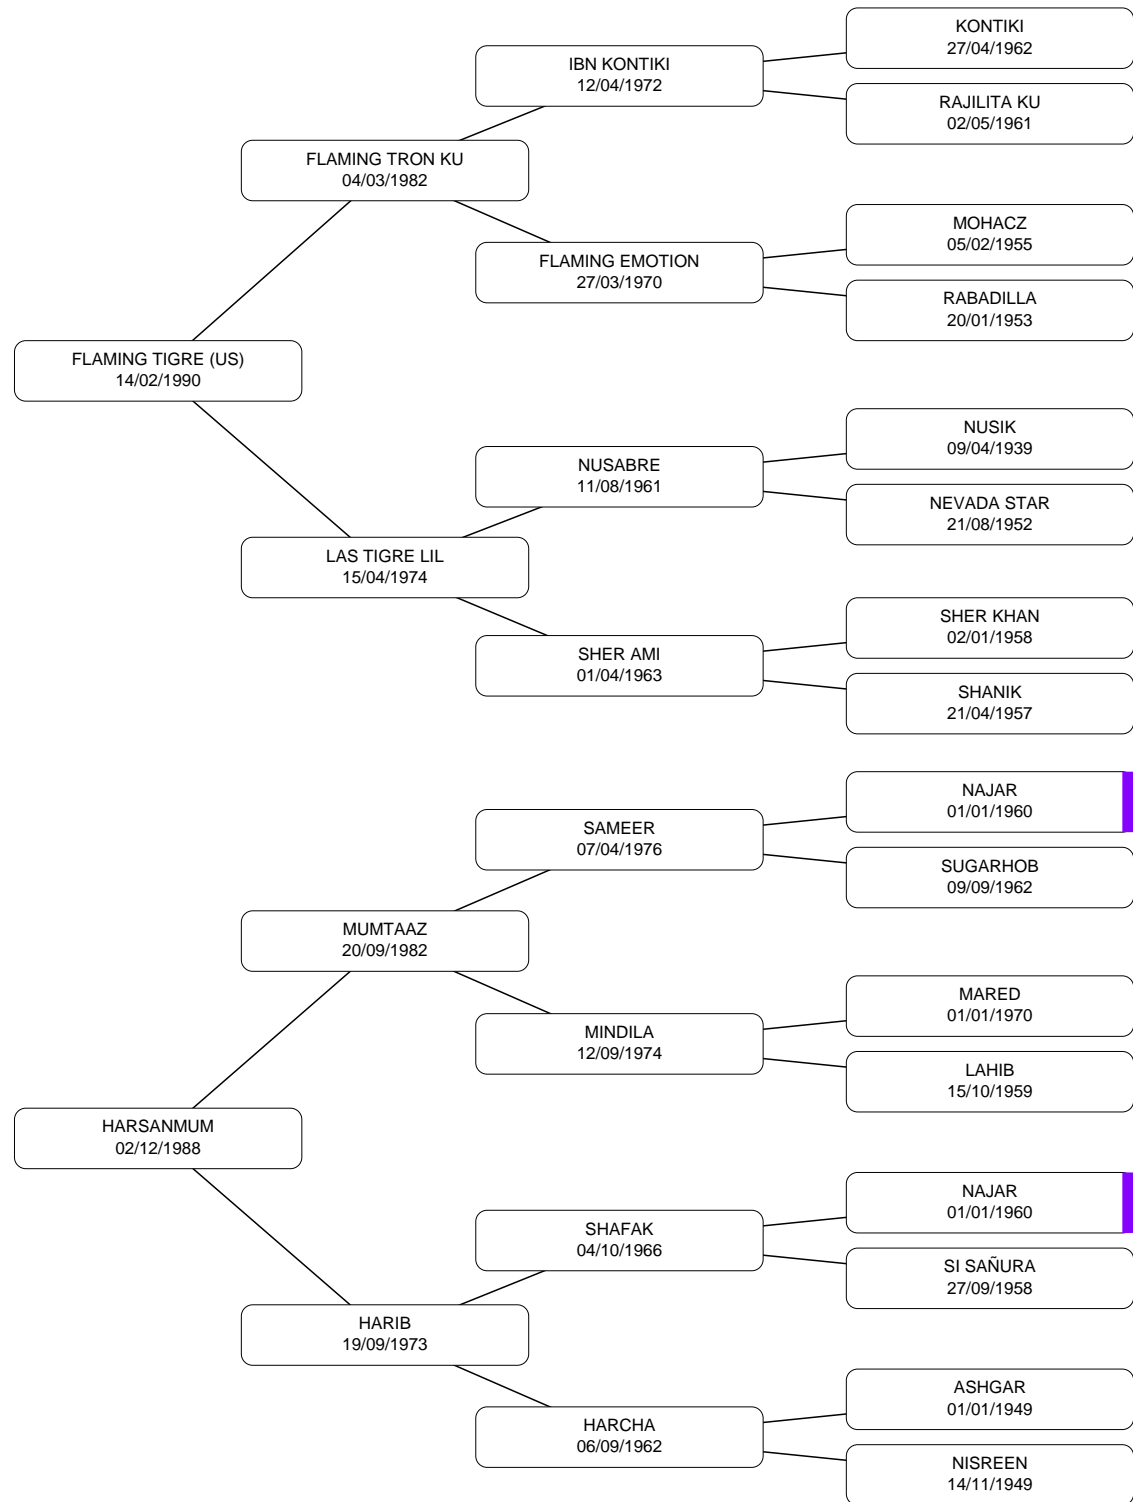 KONTIKI
27/04/1962
IBN KONTIKI
12/04/1972
RAJILITA KU
02/05/1961
FLAMING TRON KU
04/03/1982
MOHACZ
05/02/1955
FLAMING EMOTION
27/03/1970
RABADILLA
20/01/1953
FLAMING TIGRE (US)
14/02/1990
NUSIK
09/04/1939
NUSABRE
11/08/1961
NEVADA STAR
21/08/1952
LAS TIGRE LIL
15/04/1974
SHER KHAN
02/01/1958
SHER AMI
01/04/1963
SHANIK
21/04/1957
NAJAR
01/01/1960
SAMEER
07/04/1976
SUGARHOB
09/09/1962
MUMTAAZ
20/09/1982
MARED
01/01/1970
MINDILA
12/09/1974
LAHIB
15/10/1959
HARSANMUM
02/12/1988
NAJAR
01/01/1960
SHAFAK
04/10/1966
SI SAÑURA
27/09/1958
HARIB
19/09/1973
ASHGAR
01/01/1949
HARCHA
06/09/1962
NISREEN
14/11/1949